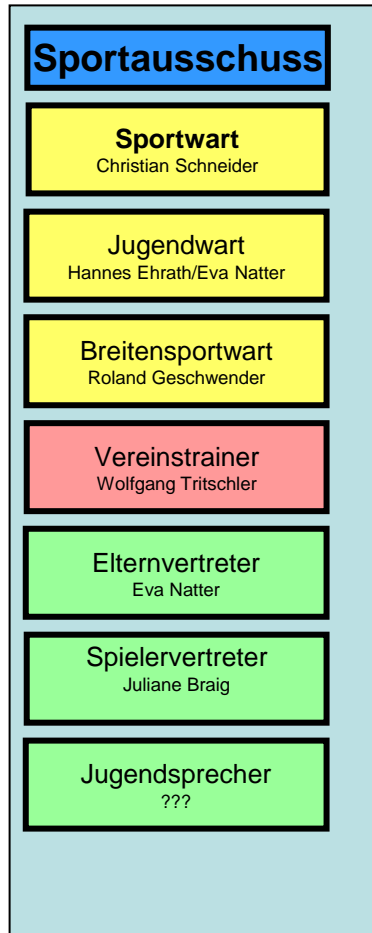 Sportausschuss
Sportwart
Christian Schneider
Jugendwart
Hannes Ehrath/Eva Natter
Breitensportwart
Roland Geschwender
Vereinstrainer
Wolfgang Tritschler
Elternvertreter
Eva Natter
Spielervertreter
Juliane Braig
Jugendsprecher
???